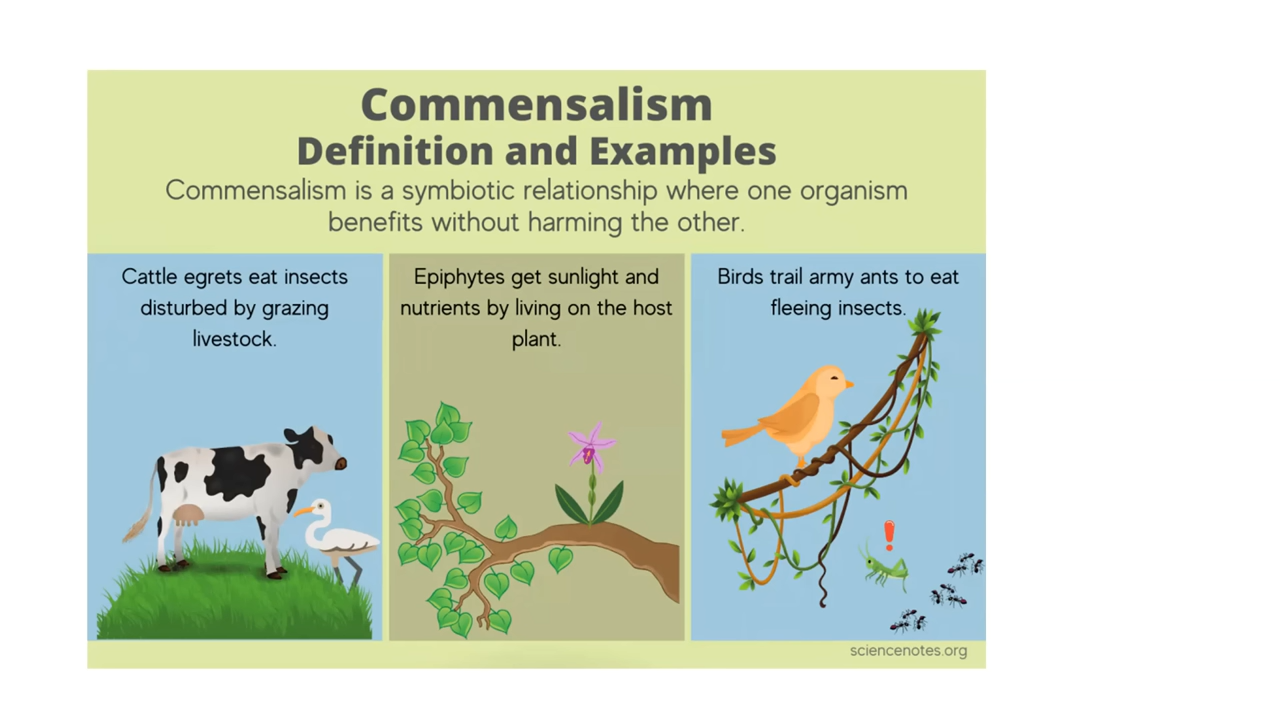 Commensalism
Definition and Examples
Commensalism is a symbiotic relationship where one organism
benefits without harming the other.
Cattle egrets eat insects
disturbed by grazing
livestock.
Epiphytes get sunlight and
nutrients by living on the host
plant.
Birds trail army ants to eat
fleeing insects.
!
sciencenotes.org